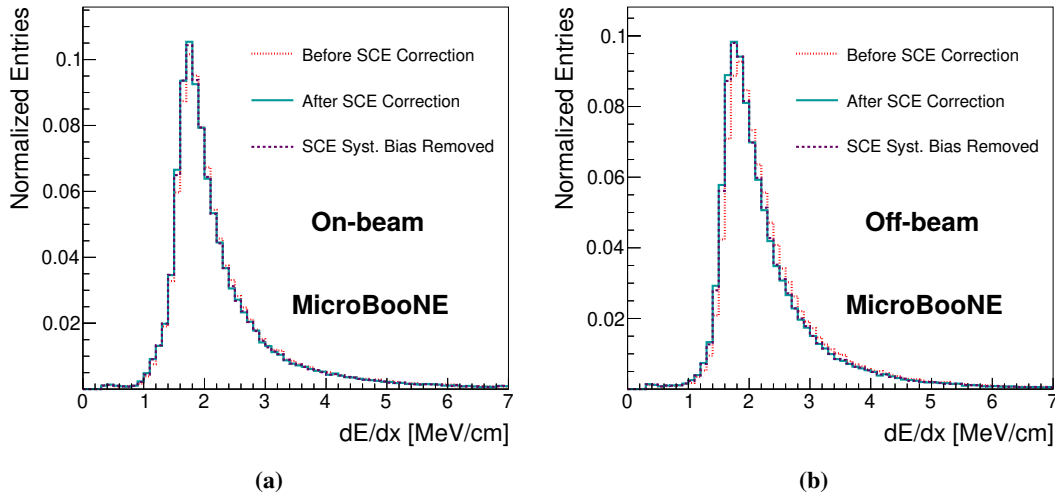 Normalized Entries
0.1
0.08
0.06
0.04
0.02
Before SCE Correction
After SCE Correction
SCE Syst. Bias Removed
On-beam
MicroBooNE
0 1 2 3 4 5 6 7
dE/dx [MeV/cm]
(a)
Normalized Entries
0.1
0.08
0.06
0.04
0.02
Before SCE Correction
After SCE Correction
SCE Syst. Bias Removed
Off-beam
MicroBooNE
0 1 2 3 4 5 6 7
dE/dx [MeV/cm]
(b)